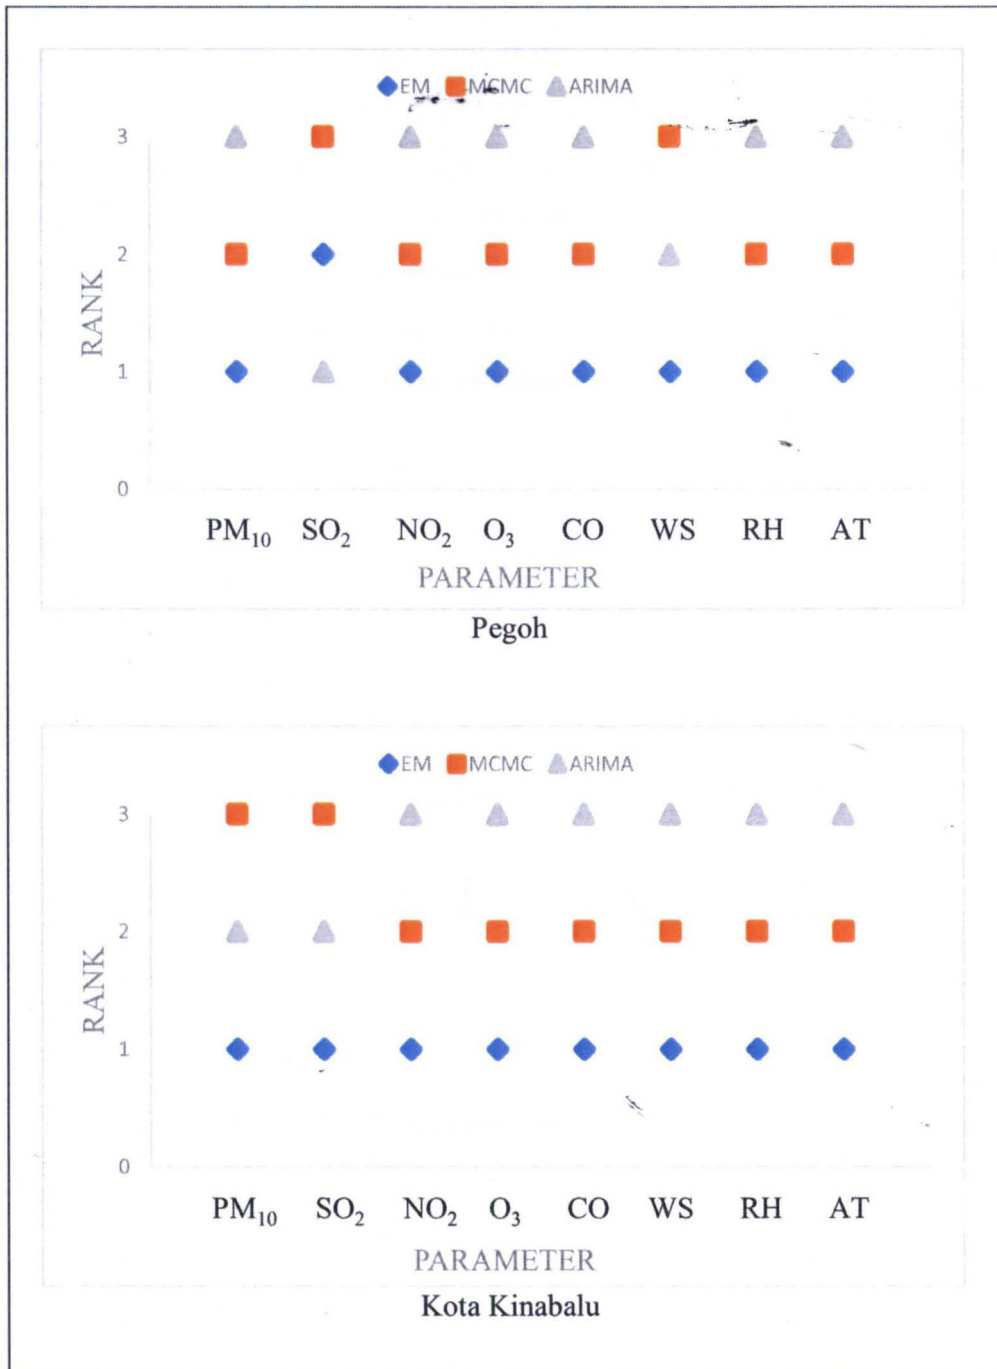 EM MCMC ARIMA
3
2
1
0
RANK
PM₁₀ SO₂ NO₂ O₃ CO WS RH AT
PARAMETER
Pegoh
EM MCMC ARIMA
3
2
1
0
RANK
PM₁₀ SO₂ NO₂ O₃ CO WS RH AT
PARAMETER
Kota Kinabalu